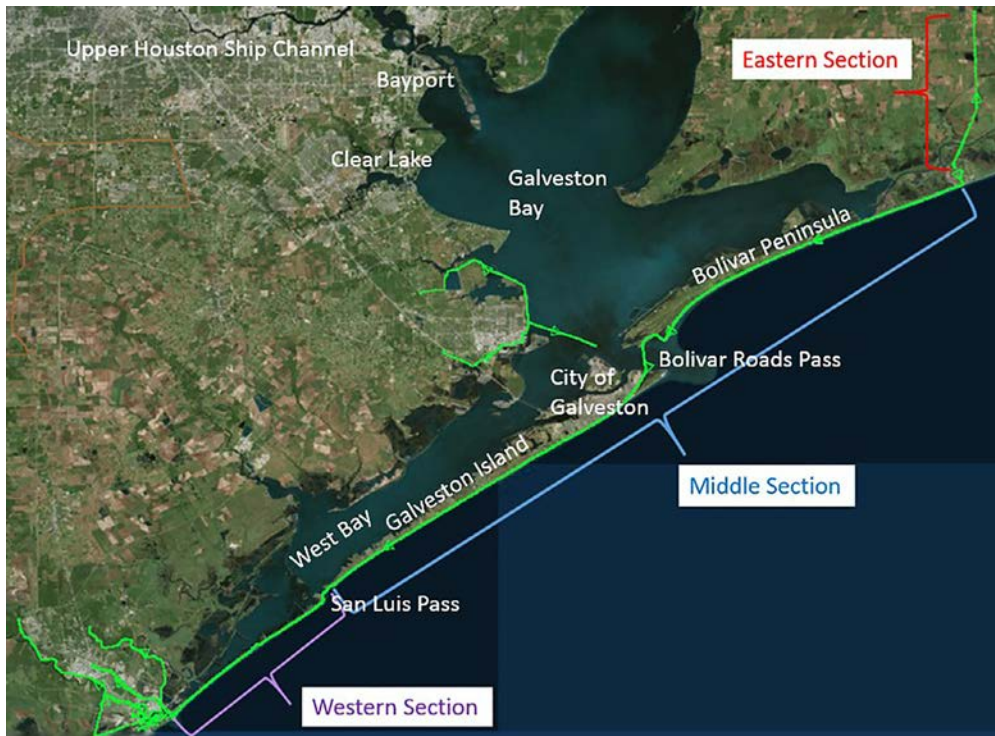 Upper Houston Ship Channel
Eastern Section
Bayport
Clear Lake
Galveston
Bay
Bolivar Peninsula
Bolivar Roads Pass
City of
Galveston
Galveston Island
Middle Section
West Bay
San Luis Pass
Western Section